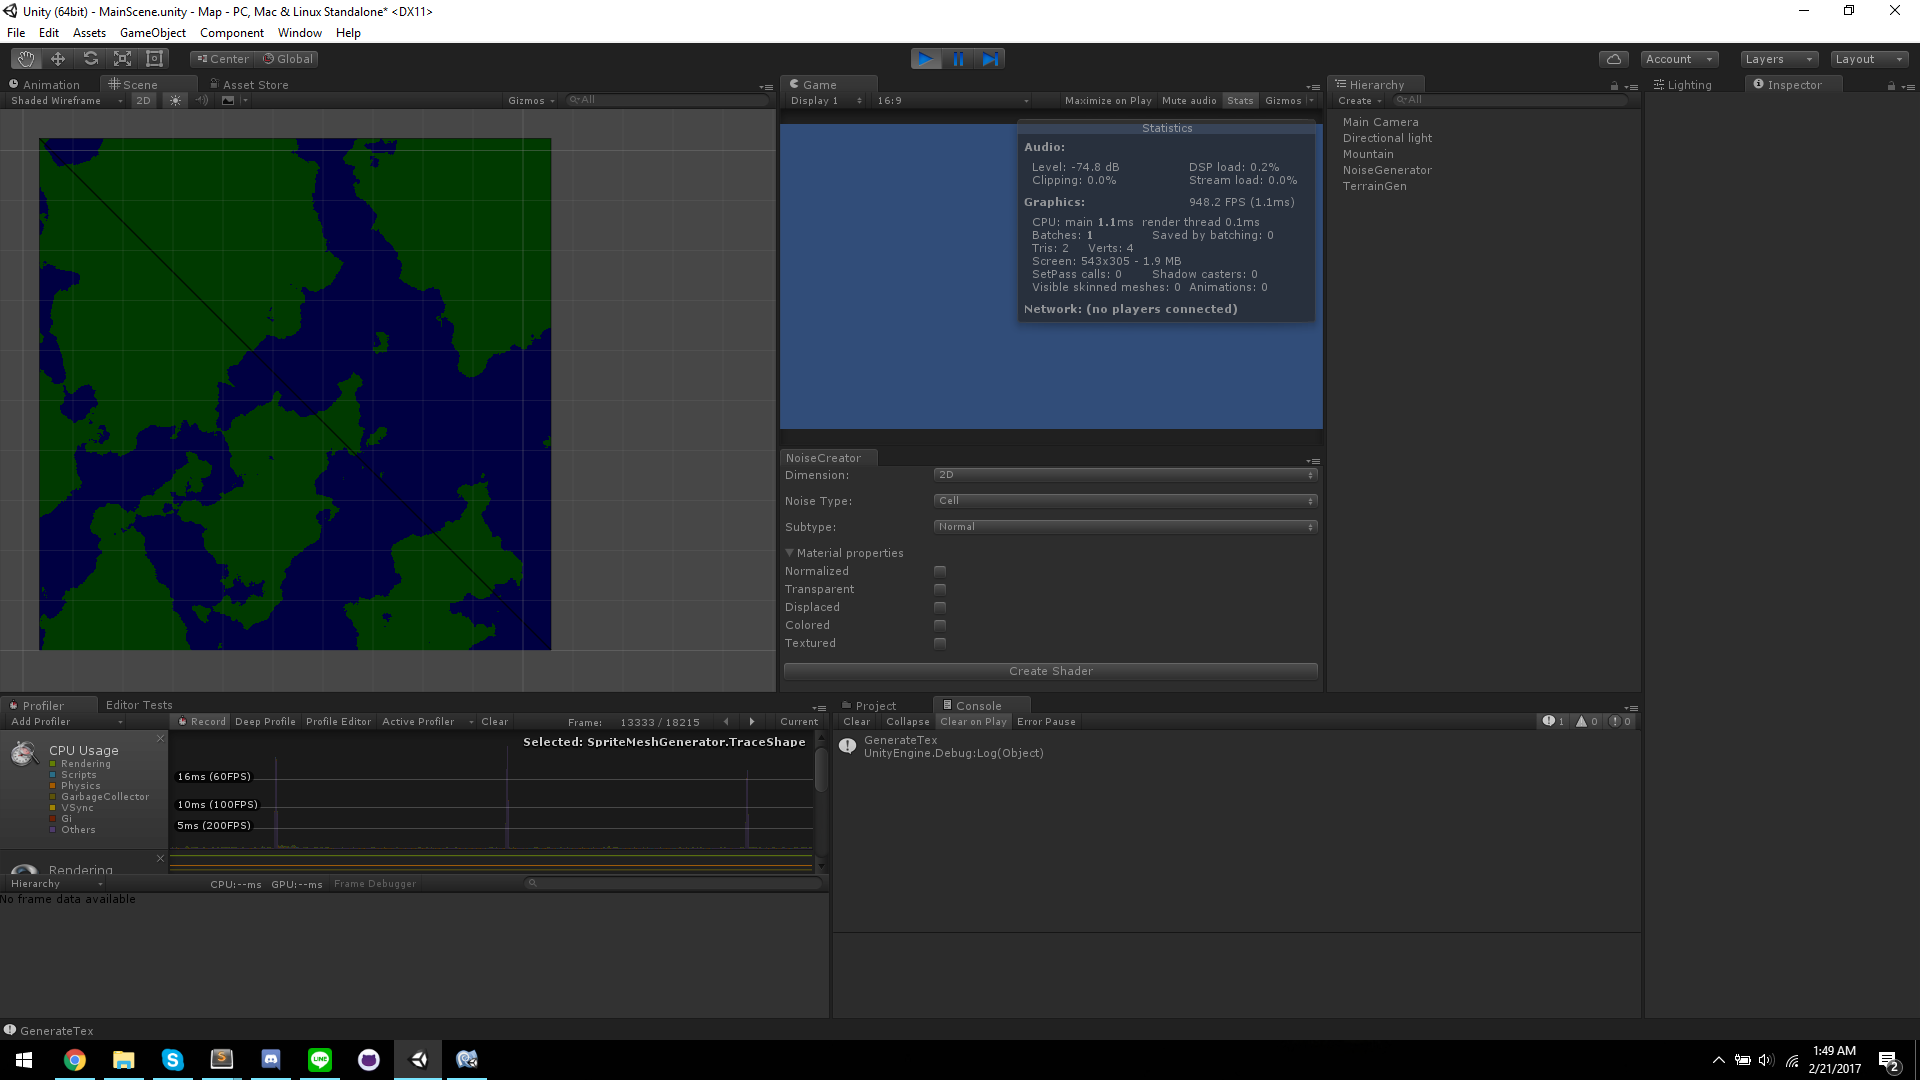 Unity (64bit) - MainScene.unity - Map - PC, Mac & Linux Standalone* <DX11>
File Edit Assets GameObject Component Window Help
Center Global
Account Layers Layout
Animation Scene Asset Store
Shaded Wireframe 2D Gizmos All
Game
Display 1 16:9 Maximize on Play Mute audio Stats Gizmos
Statistics
Audio:
Level: -74.8 dB DSP load: 0.2%
Clipping: 0.0% Stream load: 0.0%
Graphics: 948.2 FPS (1.1ms)
CPU: main 1.1ms render thread 0.1ms
Batches: 1 Saved by batching: 0
Tris: 2 Verts: 4
Screen: 543x305 - 1.9 MB
SetPass calls: 0 Shadow casters: 0
Visible skinned meshes: 0 Animations: 0
Network: (no players connected)
Hierarchy
Create All
Main Camera
Directional light
Mountain
NoiseGenerator
TerrainGen
Lighting Inspector
NoiseCreator
Dimension: 2D
Noise Type: Cell
Subtype: Normal
Material properties
Normalized
Transparent
Displaced
Colored
Textured
Create Shader
Profiler Editor Tests
Add Profiler Record Deep Profile Profile Editor Active Profiler Clear Frame: 13333 / 18215 Current
Selected: SpriteMeshGenerator.TraceShape
CPU Usage
Rendering
Scripts
Physics
GarbageCollector
VSync
Gi
Others
16ms (60FPS)
10ms (100FPS)
5ms (200FPS)
Rendering
Hierarchy CPU:--ms GPU:--ms Frame Debugger
No frame data available
Project Console
Clear Collapse Clear on Play Error Pause 1 0 0
GenerateTex
UnityEngine.Debug:Log(Object)
GenerateTex
LINE
1:49 AM
2/21/2017
2